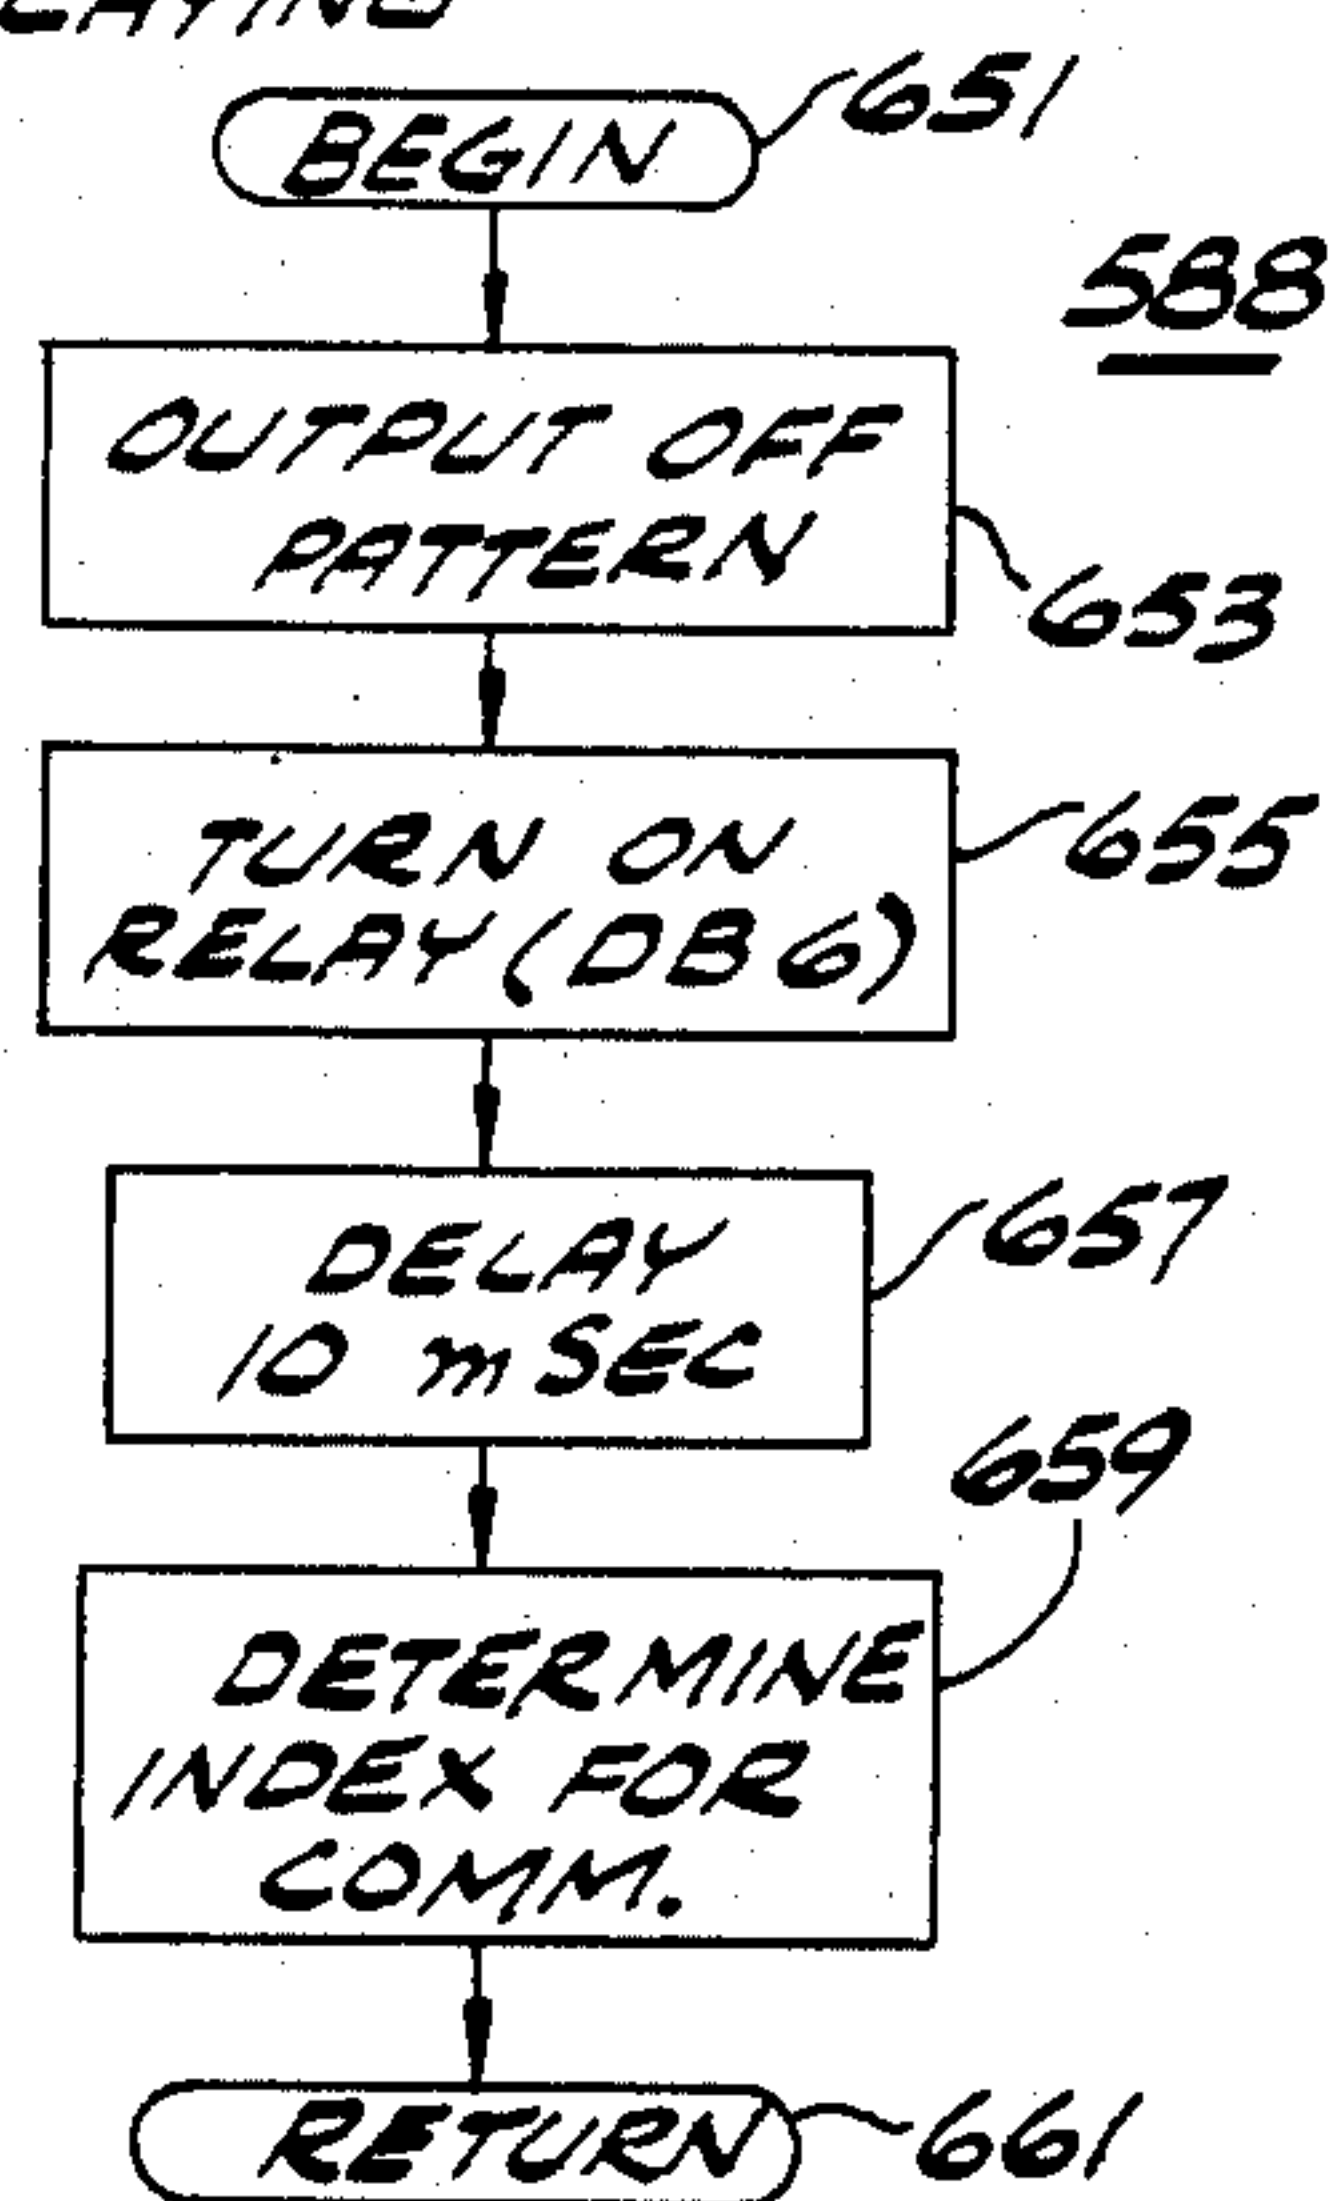 BEGIN
651
588
OUTPUT OFF
PATTERN
653
TURN ON
RELAY (DB6)
655
DELAY
10 mSEC
657
659
DETERMINE
INDEX FOR
COMM.
RETURN
661